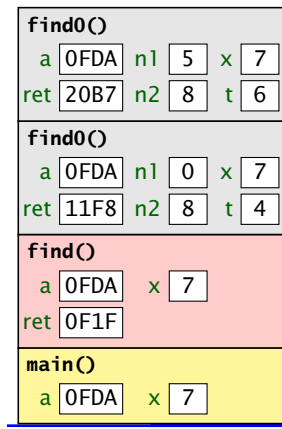 find0()
a 0FDA n1 5 x 7
ret 20B7 n2 8 t 6
find0()
a 0FDA n1 0 x 7
ret 11F8 n2 8 t 4
find()
a 0FDA x 7
ret 0F1F
main()
a 0FDA x 7